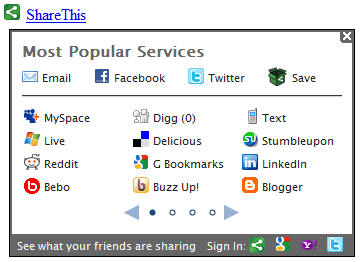 ShareThis
Most Popular Services
Email Facebook Twitter Save
MySpace Digg (0) Text
Live Delicious Stumbleupon
Reddit G Bookmarks LinkedIn
Bebo Buzz Up! Blogger
See what your friends are sharing Sign In: